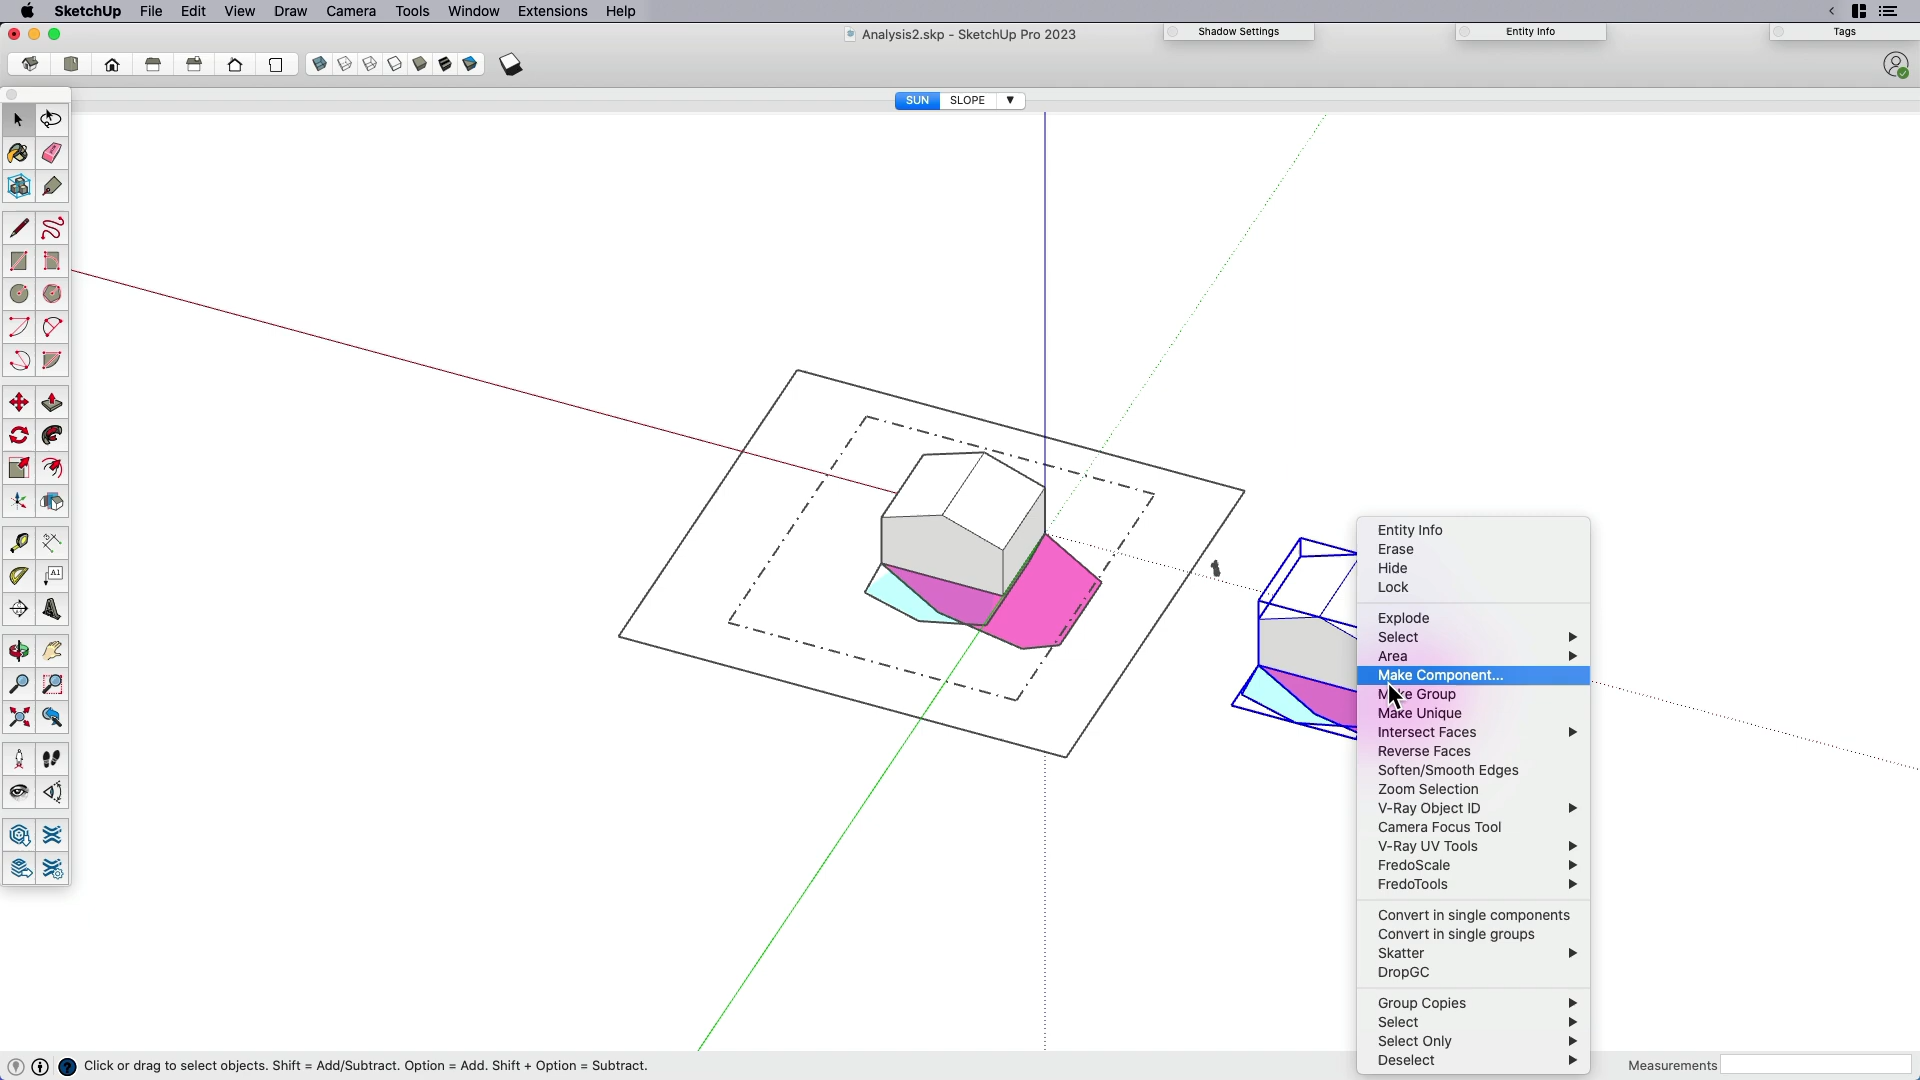 SketchUp File Edit View Draw Camera Tools Window Extensions Help
Analysis2.skp - SketchUp Pro 2023
Shadow Settings
Entity Info
Tags
SUN SLOPE
A1
Entity Info
Erase
Hide
Lock
Explode
Select
Area
Make Component...
Make Group
Make Unique
Intersect Faces
Reverse Faces
Soften/Smooth Edges
Zoom Selection
V-Ray Object ID
Camera Focus Tool
V-Ray UV Tools
FredoScale
FredoTools
Convert in single components
Convert in single groups
Skatter
DropGC
Group Copies
Select
Select Only
Deselect
Click or drag to select objects. Shift = Add/Subtract. Option = Add. Shift + Option = Subtract.
Measurements